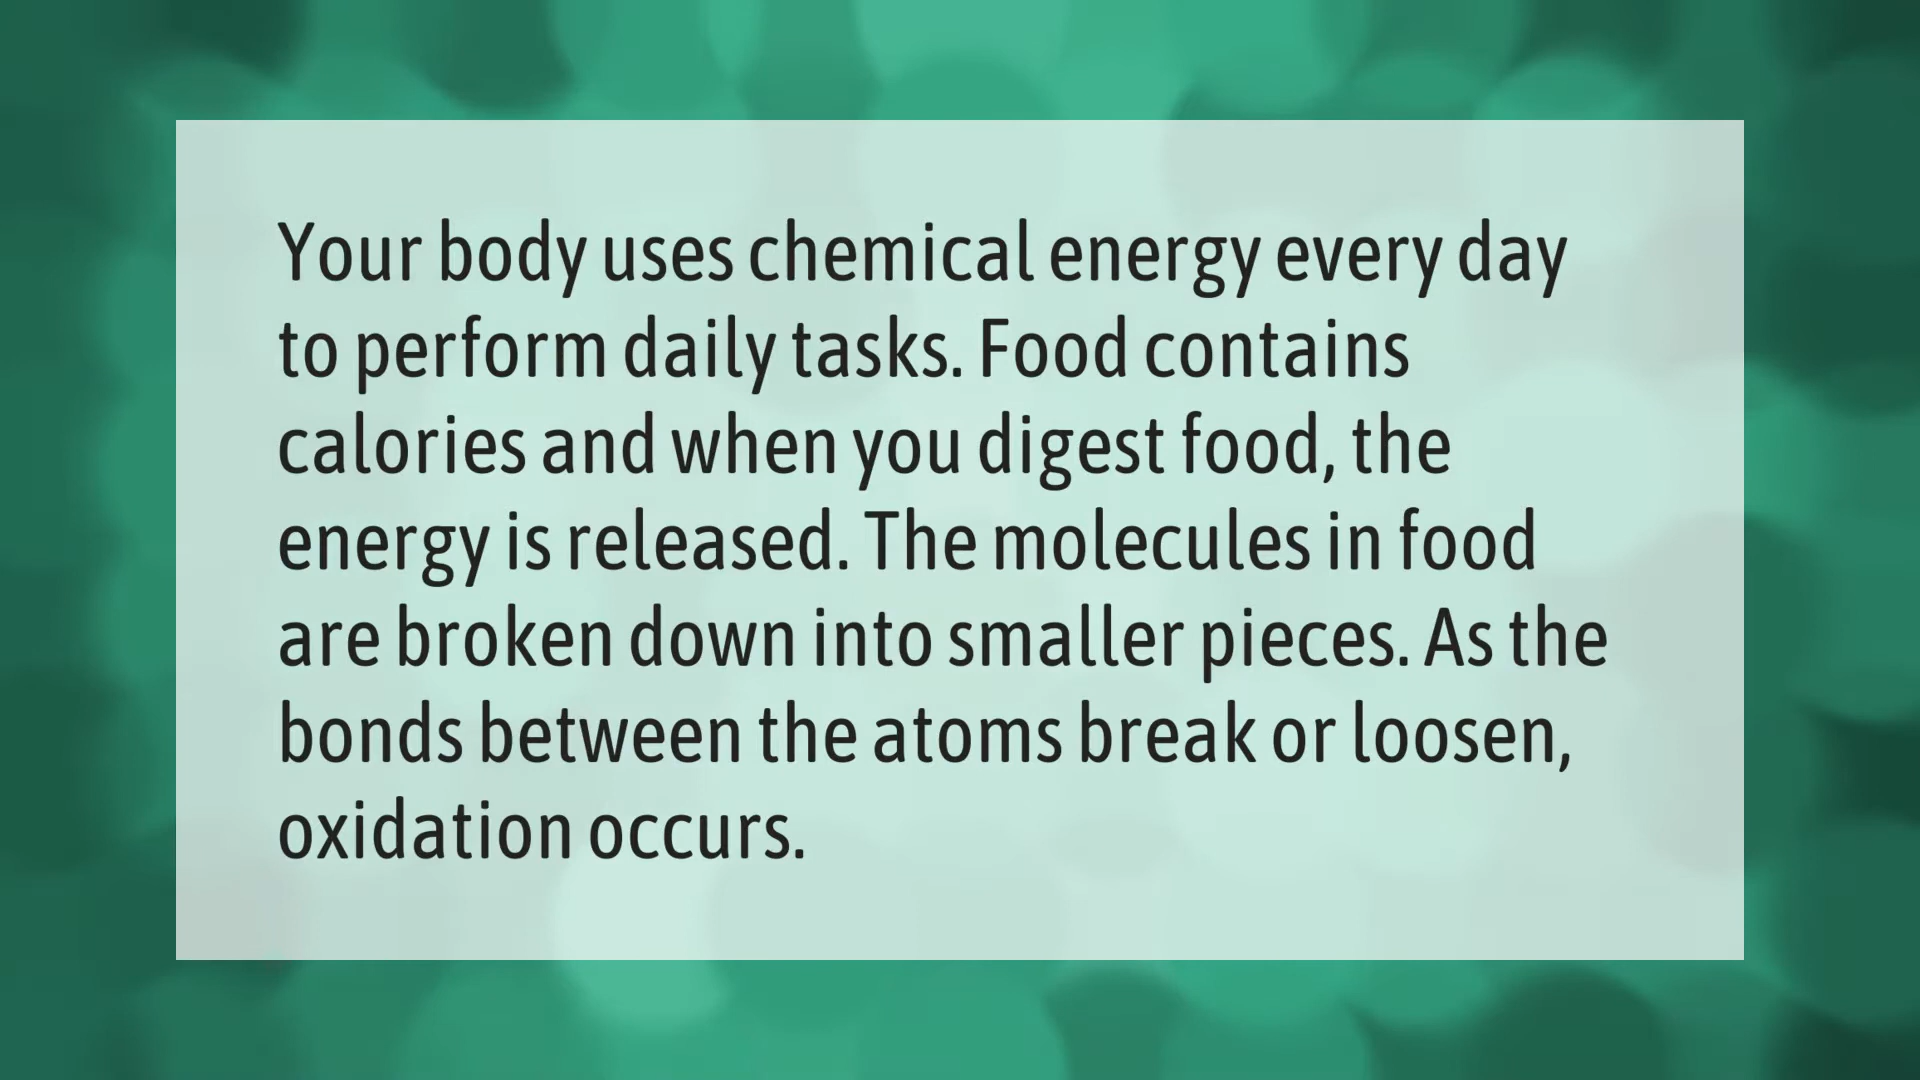 Your body uses chemical energy every day
to perform daily tasks. Food contains
calories and when you digest food, the
energy is released. The molecules in food
are broken down into smaller pieces. As the
bonds between the atoms break or loosen,
oxidation occurs.